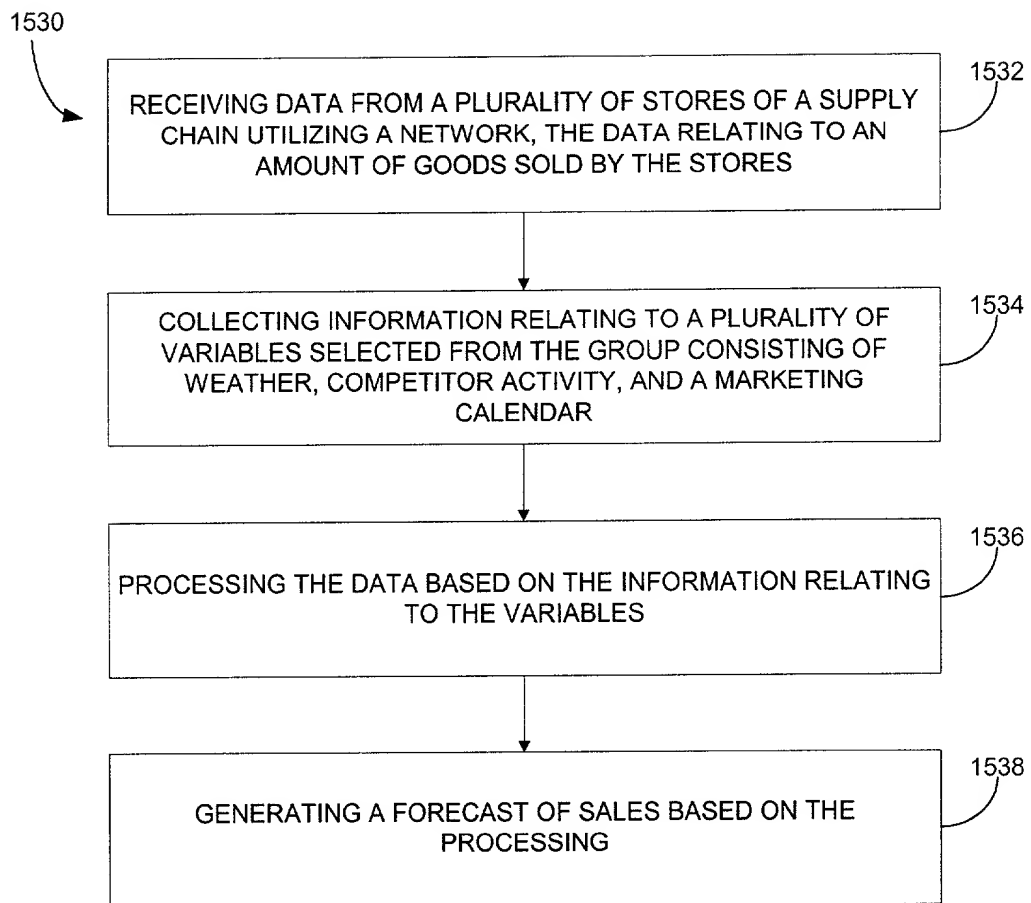 1530
1532
RECEIVING DATA FROM A PLURALITY OF STORES OF A SUPPLY
CHAIN UTILIZING A NETWORK, THE DATA RELATING TO AN
AMOUNT OF GOODS SOLD BY THE STORES
1534
COLLECTING INFORMATION RELATING TO A PLURALITY OF
VARIABLES SELECTED FROM THE GROUP CONSISTING OF
WEATHER, COMPETITOR ACTIVITY, AND A MARKETING
CALENDAR
1536
PROCESSING THE DATA BASED ON THE INFORMATION RELATING
TO THE VARIABLES
1538
GENERATING A FORECAST OF SALES BASED ON THE
PROCESSING